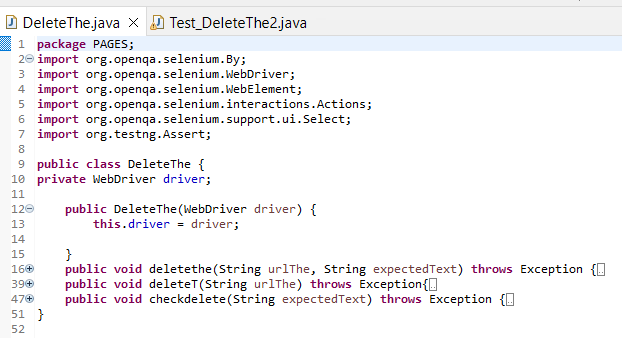 DeleteThe.java Test_DeleteThe2.java
1 package PAGES;
2 import org.openqa.selenium.By;
3 import org.openqa.selenium.WebDriver;
4 import org.openqa.selenium.WebElement;
5 import org.openqa.selenium.interactions.Actions;
6 import org.openqa.selenium.support.ui.Select;
7 import org.testng.Assert;
8
9 public class DeleteThe {
10 private WebDriver driver;
11
12 public DeleteThe(WebDriver driver) {
13 this.driver = driver;
14
15 }
16 public void deletethe(String urlThe, String expectedText) throws Exception {
39 public void deleteT(String urlThe) throws Exception{
47 public void checkdelete(String expectedText) throws Exception {
51 }
52